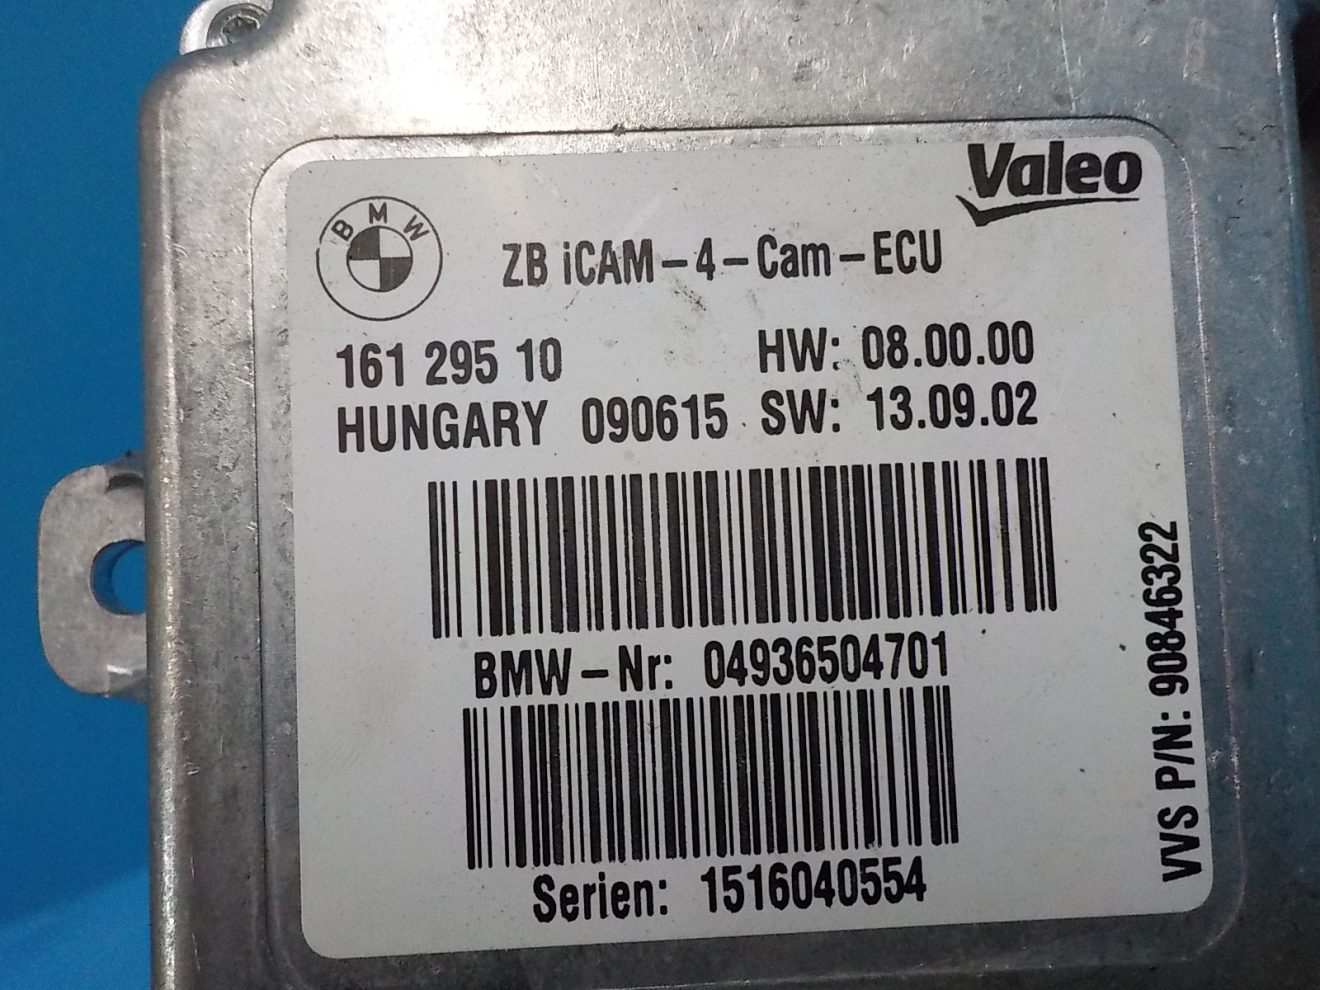 Valeo
BMW
ZB iCAM-4-Cam-ECU
161 295 10 HW: 08.00.00
HUNGARY 090615 SW: 13.09.02
BMW-Nr: 04936504701
Serien: 1516040554
VVS P/N: 90846322